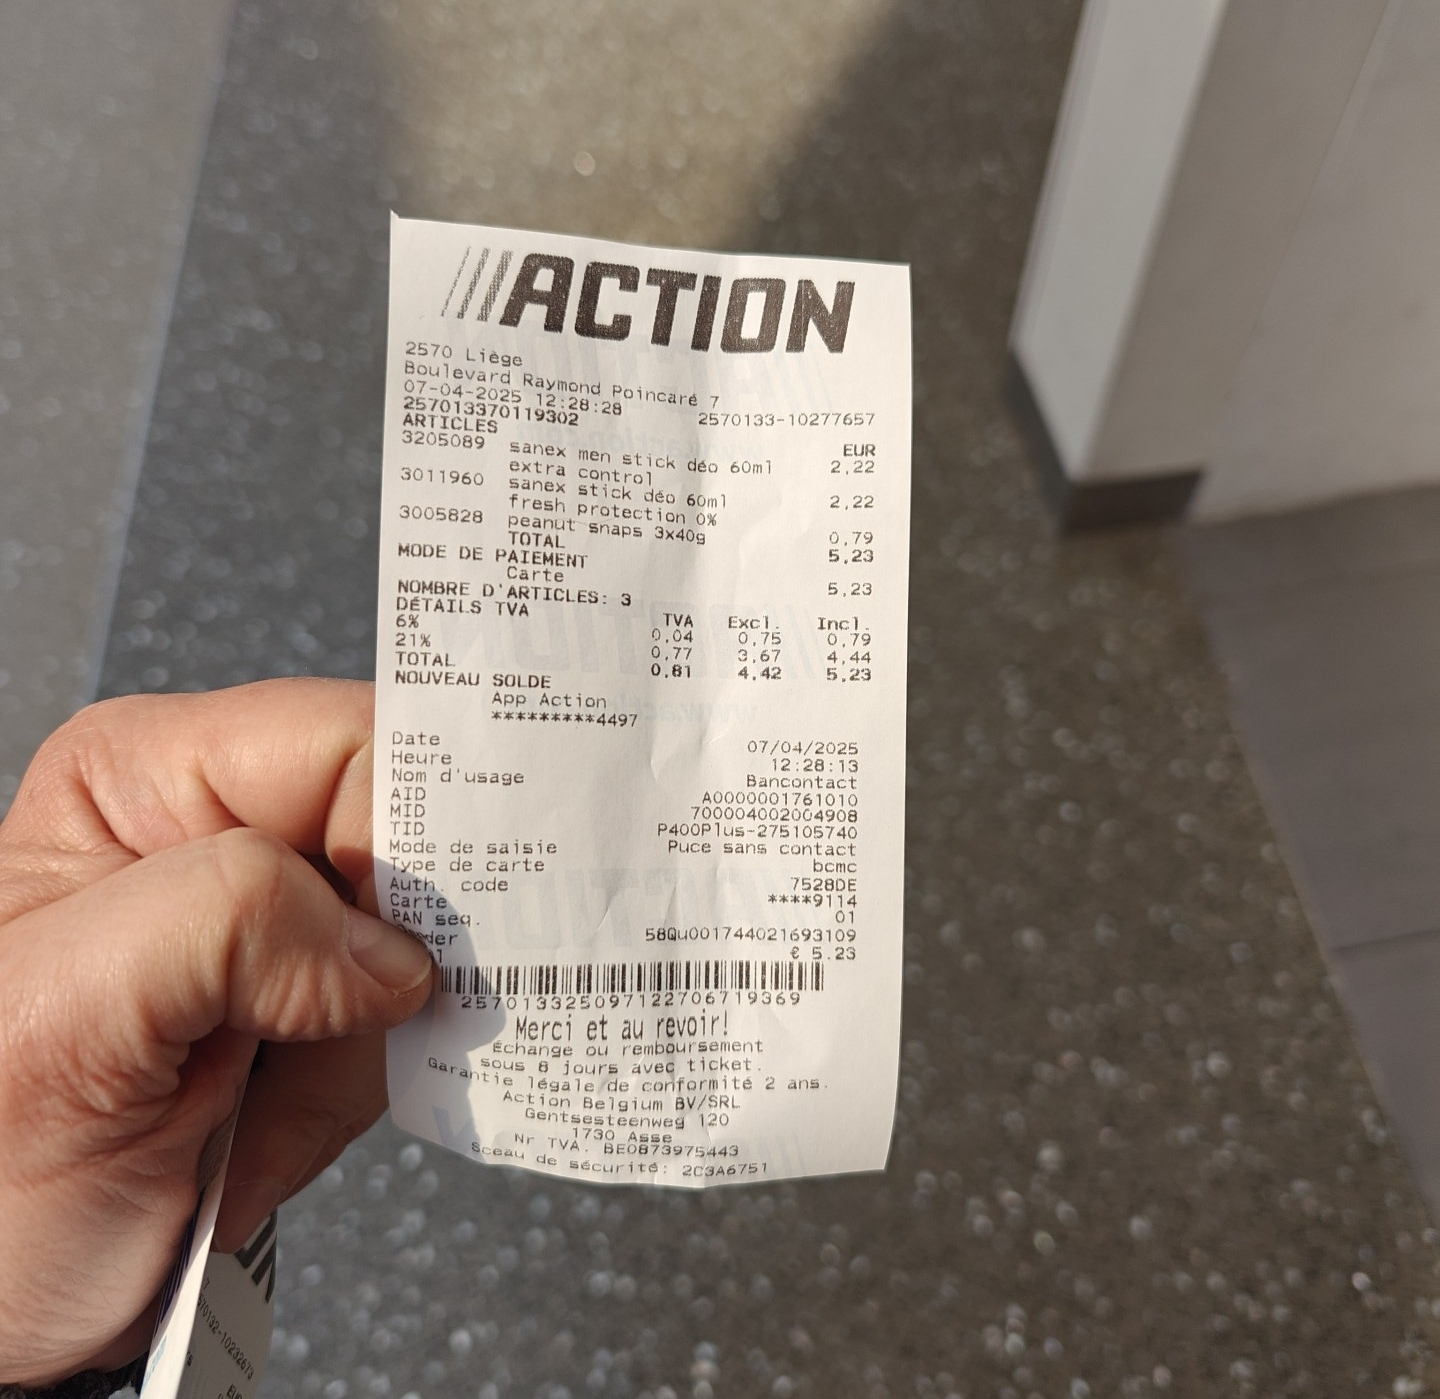 ///ACTION
2570 Liège
Boulevard Raymond Poincaré 7
07-04-2025 12:28:28
257013370119302 2570133-10277657
ARTICLES EUR
3205089 sanex men stick déo 60ml 2,22
extra control
3011960 sanex stick déo 60ml 2,22
fresh protection 0%
3005828 peanut snaps 3x40g 0,79
TOTAL 5,23
MODE DE PAIEMENT
Carte 5,23
NOMBRE D'ARTICLES: 3
DÉTAILS TVA TVA Excl. Incl.
6% 0,04 0,75 0,79
21% 0,77 3,67 4,44
TOTAL 0,81 4,42 5,23
NOUVEAU SOLDE
App Action
*********4497
Date 07/04/2025
Heure 12:28:13
Nom d'usage Bancontact
AID A0000001761010
MID 700004002004908
TID P400Plus-275105740
Mode de saisie Puce sans contact
Type de carte bcmc
Auth. code 7528DE
Carte ****9114
PAN seq. 01
58Qu001744021693109
€ 5.23
257013325097122706719369
Merci et au revoir!
Échange ou remboursement
sous 8 jours avec ticket.
Garantie légale de conformité 2 ans.
Action Belgium BV/SRL
Gentsesteenweg 120
1730 Asse
Nr TVA. BE0873975443
Sceau de sécurité: 2C3A6751